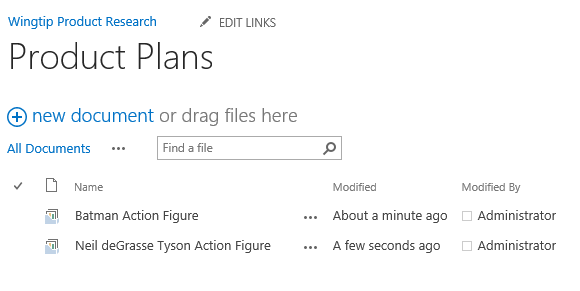 Wingtip Product Research EDIT LINKS
Product Plans
new document or drag files here
All Documents ••• Find a file
Name Modified Modified By
Batman Action Figure ••• About a minute ago Administrator
Neil deGrasse Tyson Action Figure ••• A few seconds ago Administrator